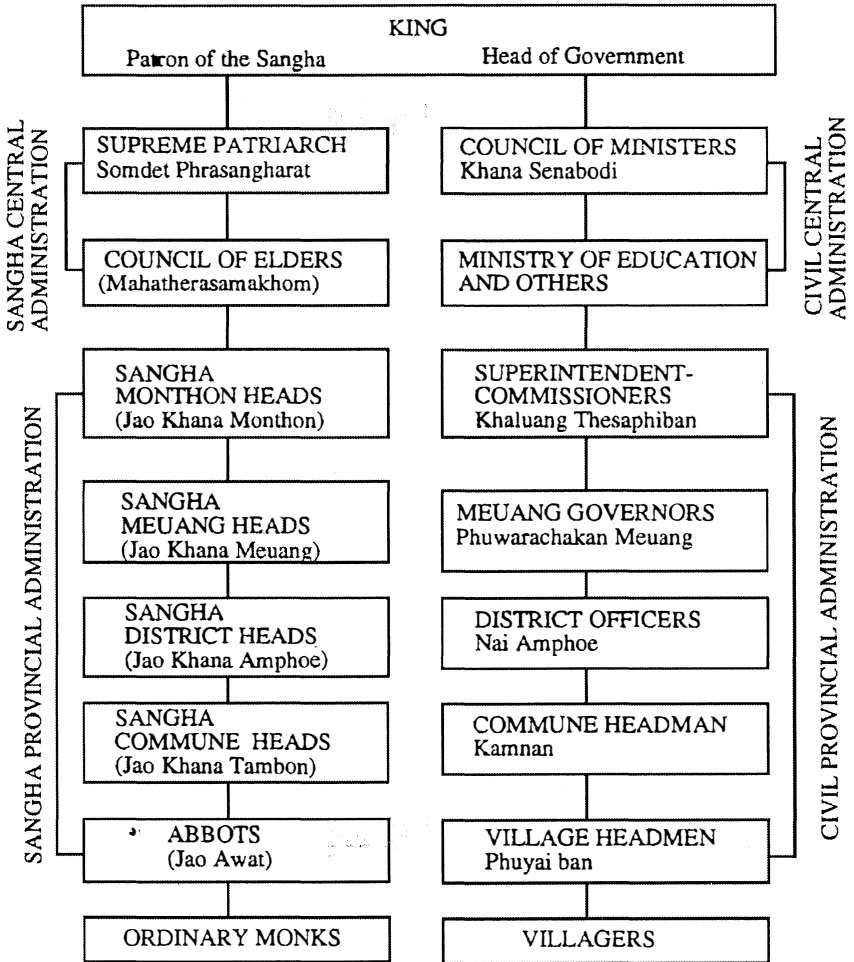 KING
Patron of the Sangha
Head of Government
SANGHA CENTRAL
ADMINISTRATION
SUPREME PATRIARCH
Somdet Phrasangharat
COUNCIL OF ELDERS
(Mahatherasamakhom)
COUNCIL OF MINISTERS
Khana Senabodi
MINISTRY OF EDUCATION
AND OTHERS
CIVIL CENTRAL
ADMINISTRATION
SANGHA PROVINCIAL ADMINISTRATION
SANGHA
MONTHON HEADS
(Jao Khana Monthon)
SANGHA
MEUANG HEADS
(Jao Khana Meuang)
SANGHA
DISTRICT HEADS
(Jao Khana Amphoe)
SANGHA
COMMUNE HEADS
(Jao Khana Tambon)
ABBOTS
(Jao Awat)
ORDINARY MONKS
SUPERINTENDENT-
COMMISSIONERS
Khaluang Thesaphiban
MEUANG GOVERNORS
Phuwarachakan Meuang
DISTRICT OFFICERS
Nai Amphoe
COMMUNE HEADMAN
Kamnan
VILLAGE HEADMEN
Phuyai ban
VILLAGERS
CIVIL PROVINCIAL ADMINISTRATION